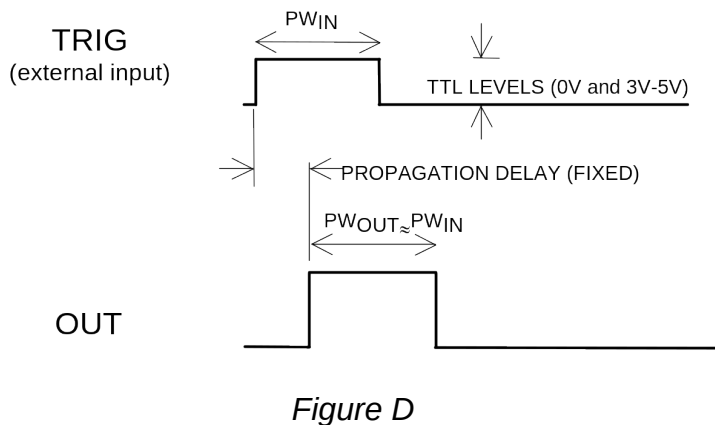 PWIN
TRIG
(external input)
TTL LEVELS (0V and 3V-5V)
PROPAGATION DELAY (FIXED)
PWOUT≈PWIN
OUT
Figure D